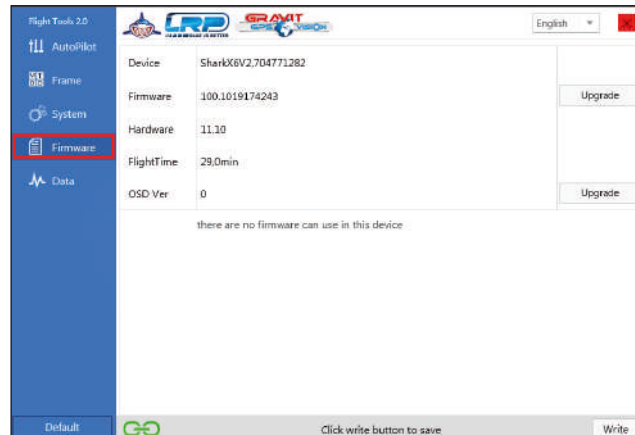 Flight Tools 2.0
AutoPilot
Frame
System
Firmware
Data
Default
LRP
GRAVIT
GPS VISION
English
Device SharkX6V2,704771282
Firmware 100,1019174243 Upgrade
Hardware 11,10
FlightTime 29,0min
OSD Ver 0 Upgrade
there are no firmware can use in this device
Click write button to save Write